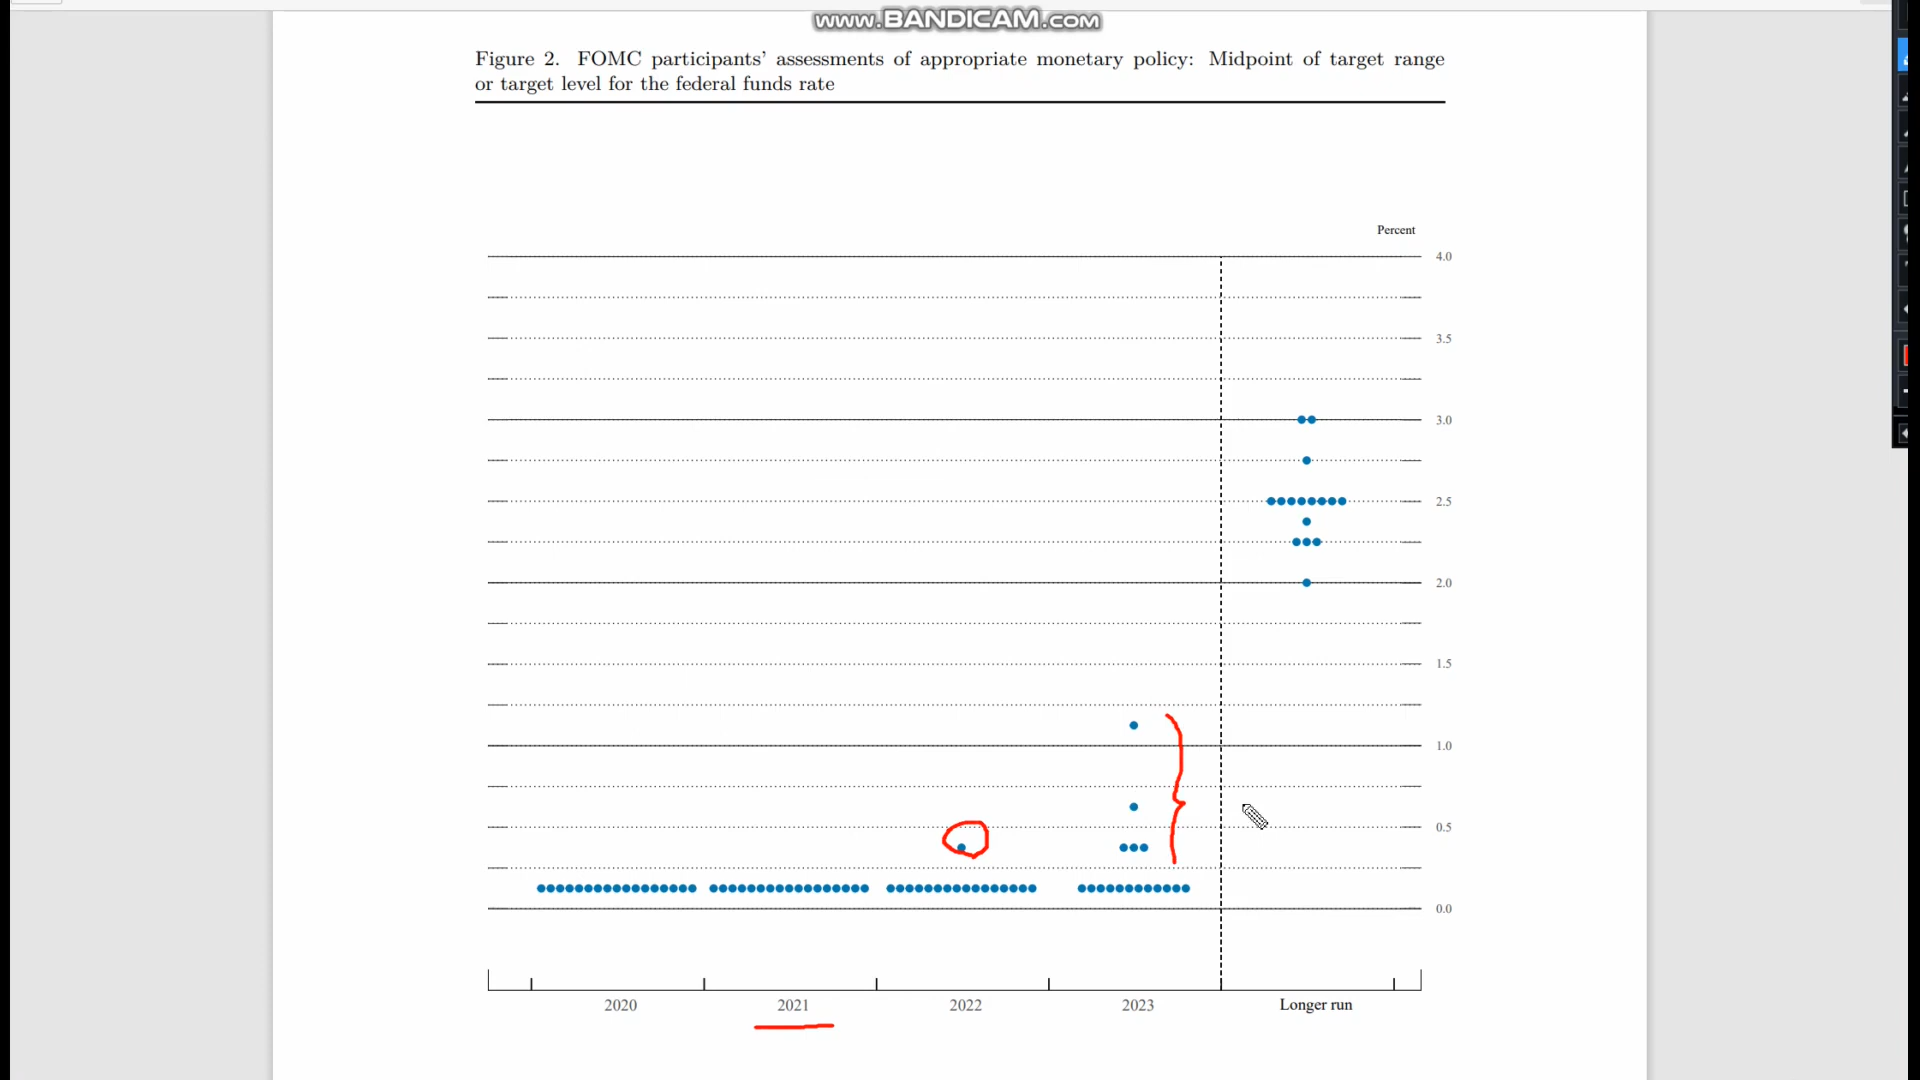 www.BANDICAM.com
Figure 2. FOMC participants’ assessments of appropriate monetary policy: Midpoint of target range
or target level for the federal funds rate
Percent
4.0
3.5
3.0
2.5
2.0
1.5
1.0
0.5
0.0
2020 2021 2022 2023 Longer run